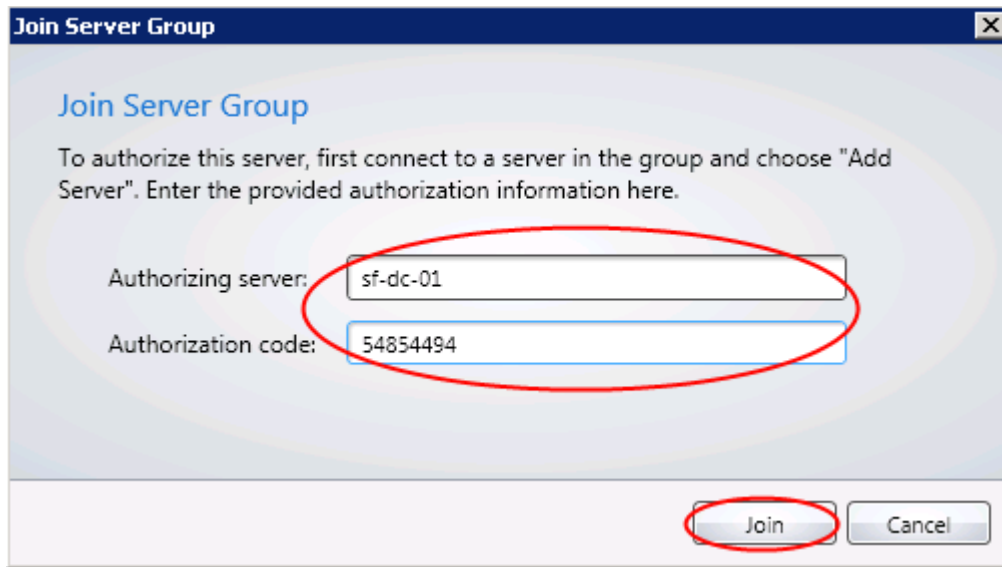 Join Server Group
Join Server Group
To authorize this server, first connect to a server in the group and choose "Add
Server". Enter the provided authorization information here.
Authorizing server: sf-dc-01
Authorization code: 54854494
Join Cancel